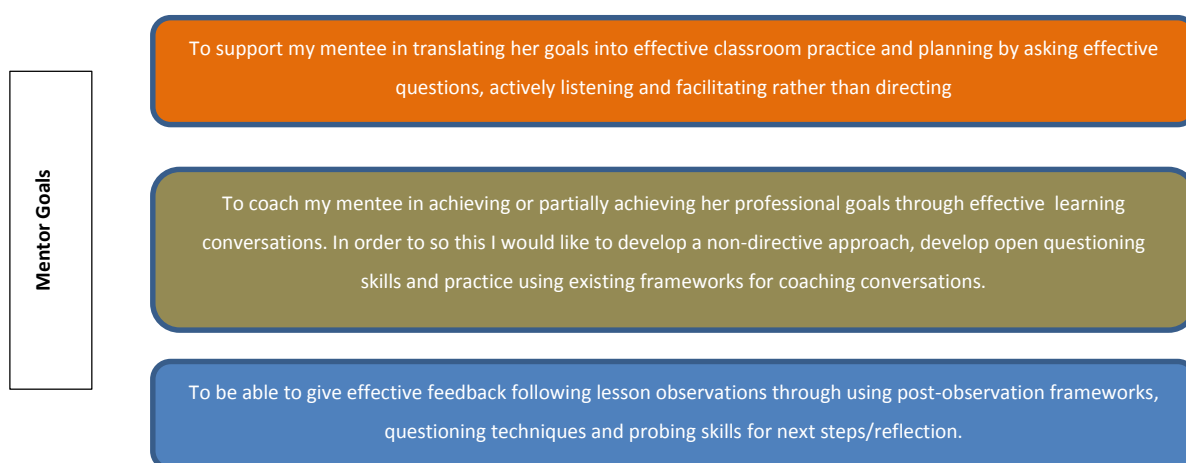 Mentor Goals
To support my mentee in translating her goals into effective classroom practice and planning by asking effective
questions, actively listening and facilitating rather than directing
To coach my mentee in achieving or partially achieving her professional goals through effective learning
conversations. In order to so this I would like to develop a non-directive approach, develop open questioning
skills and practice using existing frameworks for coaching conversations.
To be able to give effective feedback following lesson observations through using post-observation frameworks,
questioning techniques and probing skills for next steps/reflection.